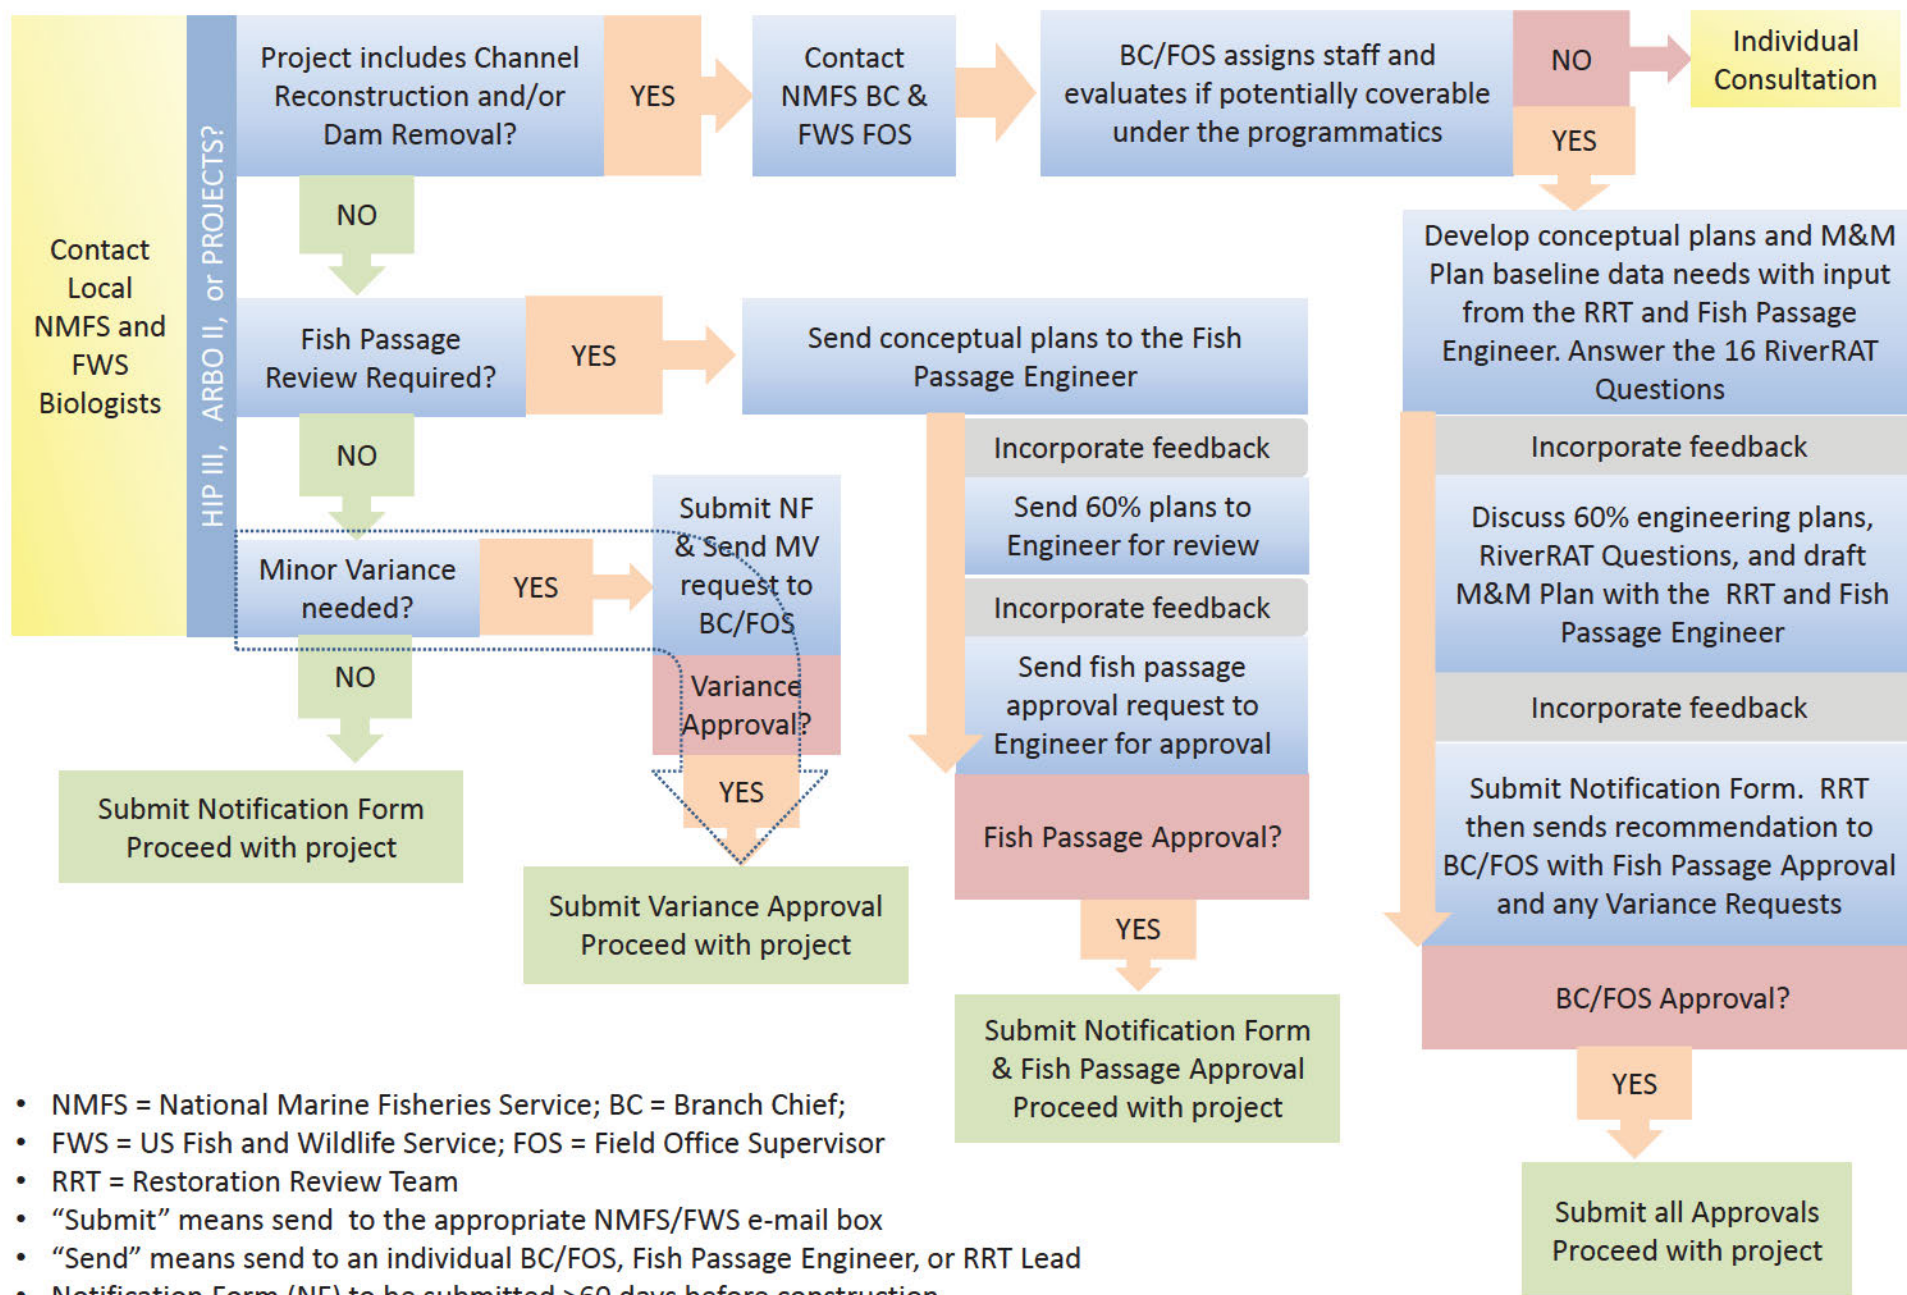 Contact
Local
NMFS and
FWS
Biologists
HIP III, ARBO II, or PROJECTS?
Project includes Channel
Reconstruction and/or
Dam Removal?
YES
Contact
NMFS BC &
FWS FOS
BC/FOS assigns staff and
evaluates if potentially coverable
under the programmatics
NO
Individual
Consultation
YES
NO
Fish Passage
Review Required?
YES
Send conceptual plans to the Fish
Passage Engineer
Incorporate feedback
Send 60% plans to
Engineer for review
Incorporate feedback
Send fish passage
approval request to
Engineer for approval
Fish Passage Approval?
YES
Submit Notification Form
& Fish Passage Approval
Proceed with project
Develop conceptual plans and M&M
Plan baseline data needs with input
from the RRT and Fish Passage
Engineer. Answer the 16 RiverRAT
Questions
Incorporate feedback
Discuss 60% engineering plans,
RiverRAT Questions, and draft
M&M Plan with the RRT and Fish
Passage Engineer
Incorporate feedback
Submit Notification Form. RRT
then sends recommendation to
BC/FOS with Fish Passage Approval
and any Variance Requests
BC/FOS Approval?
YES
Submit all Approvals
Proceed with project
NO
Minor Variance
needed?
YES
Submit NF
& Send MV
request to
BC/FOS
Variance
Approval?
YES
Submit Variance Approval
Proceed with project
NO
Submit Notification Form
Proceed with project
• NMFS = National Marine Fisheries Service; BC = Branch Chief;
• FWS = US Fish and Wildlife Service; FOS = Field Office Supervisor
• RRT = Restoration Review Team
• “Submit” means send to the appropriate NMFS/FWS e-mail box
• “Send” means send to an individual BC/FOS, Fish Passage Engineer, or RRT Lead
• Notification Form (NF) to be submitted >60 days before construction